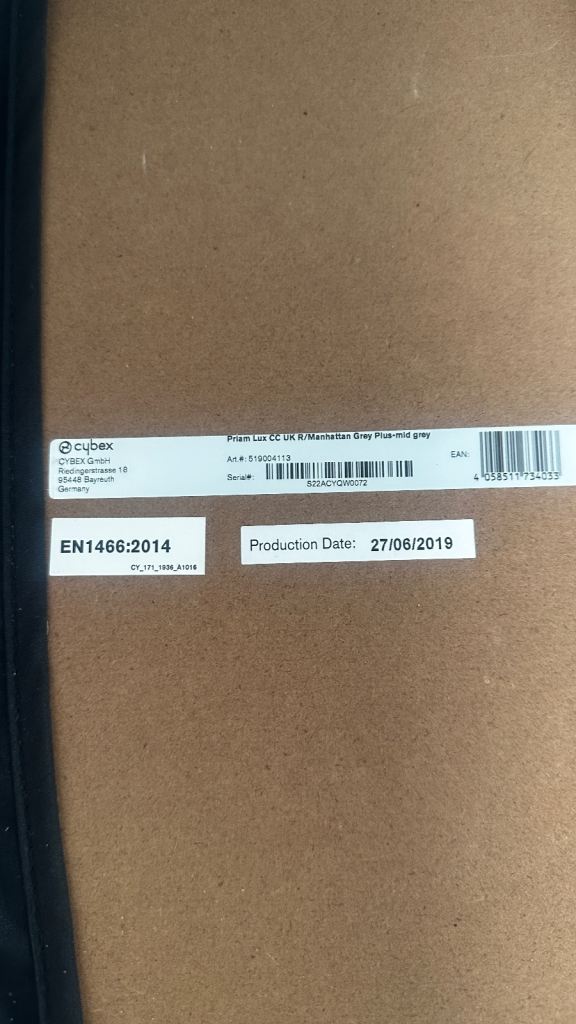 cybex
CYBEX GmbH
Riedingerstrasse 18
95448 Bayreuth
Germany
Priam Lux CC UK R/Manhattan Grey Plus-mid grey
Art.#: 519004113
Serial#:
S22ACYQW0072
EAN:
4 058511 734033
EN1466:2014
CY_171_1936_A1016
Production Date: 27/06/2019